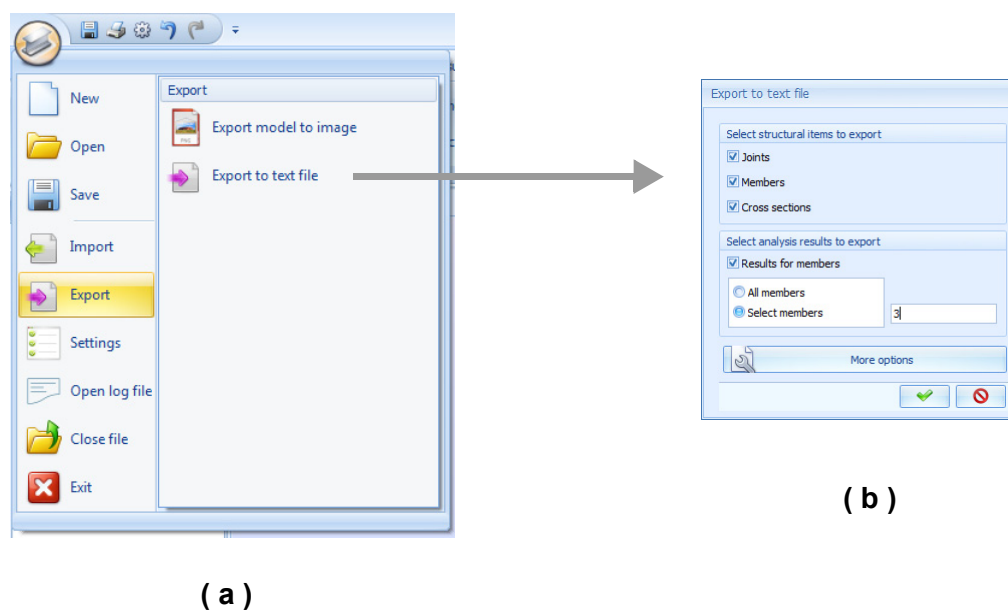 New
Open
Save
Import
Export
Settings
Open log file
Close file
Exit
Export
Export model to image
PNG
Export to text file
( a )
Export to text file
Select structural items to export
Joints
Members
Cross sections
Select analysis results to export
Results for members
All members
Select members
3
More options
( b )